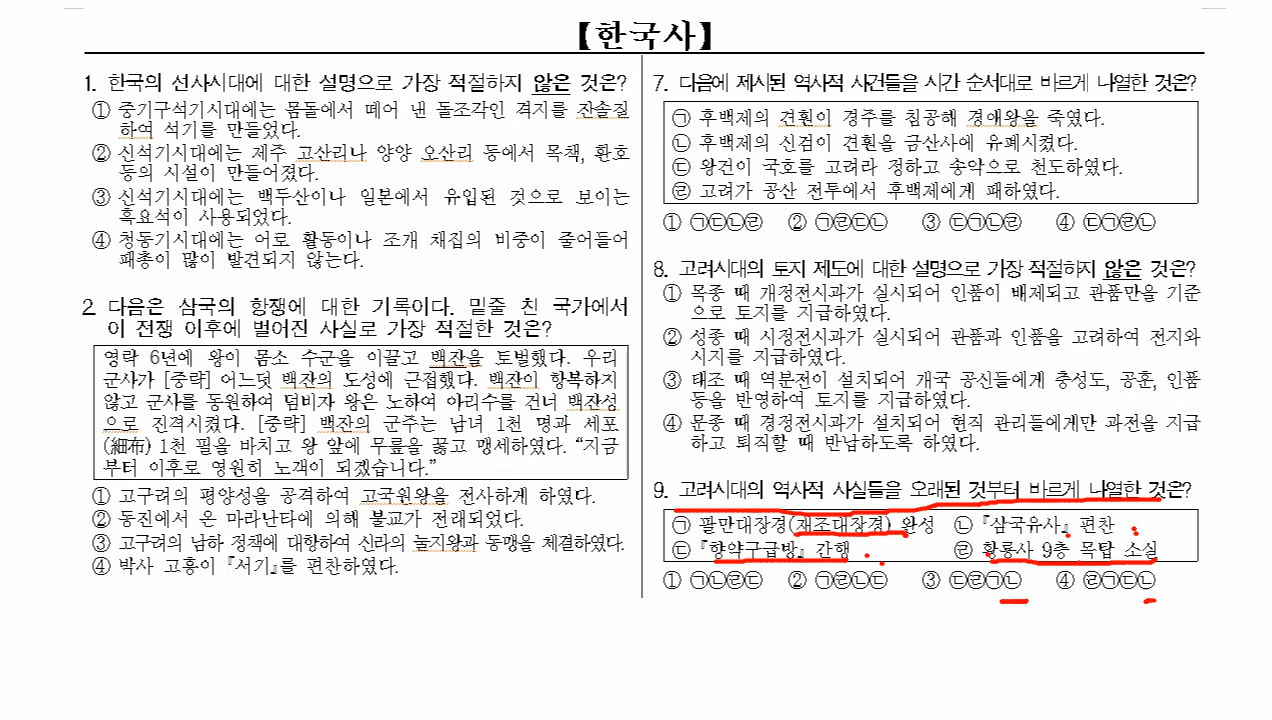 【한국사】
1. 한국의 선사시대에 대한 설명으로 가장 적절하지 않은 것은?
① 중기구석기시대에는 몸돌에서 떼어 낸 돌조각인 격지를 잔솔질
하여 석기를 만들었다.
② 신석기시대에는 제주 고산리나 양양 오산리 등에서 목책, 환호
등의 시설이 만들어졌다.
③ 신석기시대에는 백두산이나 일본에서 유입된 것으로 보이는
흑요석이 사용되었다.
④ 청동기시대에는 어로 활동이나 조개 채집의 비중이 줄어들어
패총이 많이 발견되지 않는다.
2. 다음은 삼국의 항쟁에 대한 기록이다. 밑줄 친 국가에서
이 전쟁 이후에 벌어진 사실로 가장 적절한 것은?
영락 6년에 왕이 몸소 수군을 이끌고 백잔을 토벌했다. 우리
군사가 [중략] 어느덧 백잔의 도성에 근접했다. 백잔이 항복하지
않고 군사를 동원하여 덤비자 왕은 노하여 아리수를 건너 백잔성
으로 진격시켰다. [중략] 백잔의 군주는 남녀 1천 명과 세포
(細布) 1천 필을 바치고 왕 앞에 무릎을 꿇고 맹세하였다. “지금
부터 이후로 영원히 노객이 되겠습니다.”
① 고구려의 평양성을 공격하여 고국원왕을 전사하게 하였다.
② 동진에서 온 마라난타에 의해 불교가 전래되었다.
③ 고구려의 남하 정책에 대항하여 신라의 눌지왕과 동맹을 체결하였다.
④ 박사 고흥이 『서기』를 편찬하였다.
7. 다음에 제시된 역사적 사건들을 시간 순서대로 바르게 나열한 것은?
㉠ 후백제의 견훤이 경주를 침공해 경애왕을 죽였다.
㉡ 후백제의 신검이 견훤을 금산사에 유폐시켰다.
㉢ 왕건이 국호를 고려라 정하고 송악으로 천도하였다.
㉣ 고려가 공산 전투에서 후백제에게 패하였다.
① ㉠㉢㉡㉣ ② ㉠㉣㉢㉡ ③ ㉢㉠㉡㉣ ④ ㉢㉠㉣㉡
8. 고려시대의 토지 제도에 대한 설명으로 가장 적절하지 않은 것은?
① 목종 때 개정전시과가 실시되어 인품이 배제되고 관품만을 기준
으로 토지를 지급하였다.
② 성종 때 시정전시과가 실시되어 관품과 인품을 고려하여 전지와
시지를 지급하였다.
③ 태조 때 역분전이 설치되어 개국 공신들에게 충성도, 공훈, 인품
등을 반영하여 토지를 지급하였다.
④ 문종 때 경정전시과가 설치되어 현직 관리들에게만 과전을 지급
하고 퇴직할 때 반납하도록 하였다.
9. 고려시대의 역사적 사실들을 오래된 것부터 바르게 나열한 것은?
㉠ 팔만대장경(재조대장경) 완성 ㉡ 『삼국유사』 편찬
㉢ 『향약구급방』 간행 ㉣ 황룡사 9층 목탑 소실
① ㉠㉡㉣㉢ ② ㉠㉣㉡㉢ ③ ㉢㉣㉠㉡ ④ ㉣㉠㉢㉡